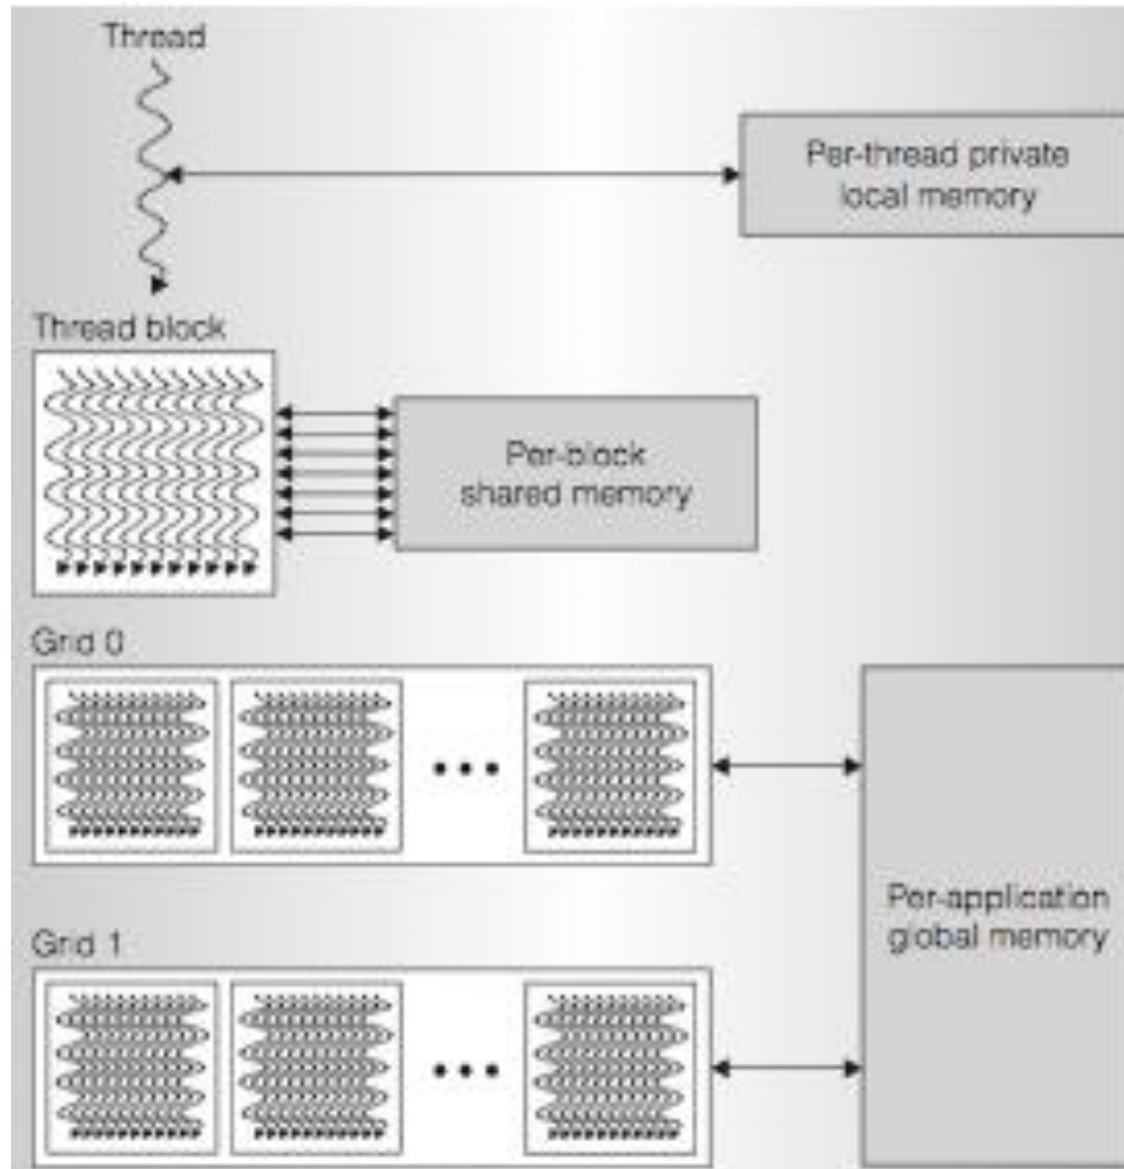 Thread
Per-thread private
local memory
Thread block
Per-block
shared memory
Grid 0
Per-application
global memory
Grid 1